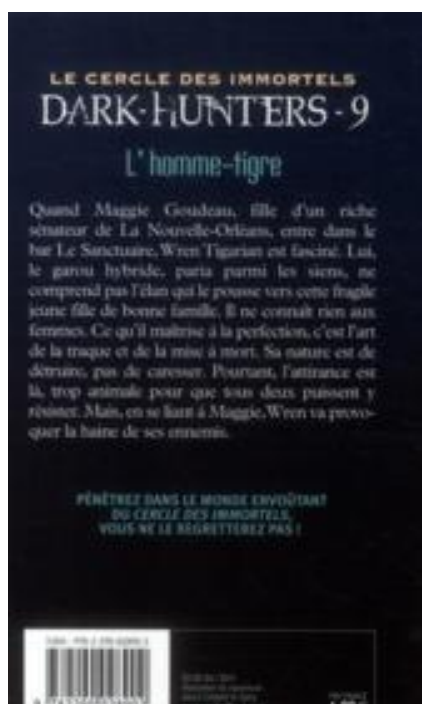 LE CERCLE DES IMMORTELS
DARK-HUNTERS - 9
L'homme-tigre
Quand Maggie Goudeau, fille d'un riche
sénateur de La Nouvelle-Orléans, entre dans le
bar Le Sanctuaire, Wren Tigarian est fasciné. Lui,
le garou hybride, paria parmi les siens, ne
comprend pas l'élan qui le pousse vers cette fragile
jeune fille de bonne famille. Il ne connaît rien aux
femmes. Ce qu'il maîtrise à la perfection, c'est l'art
de la traque et de la mise à mort. Sa nature est de
détruire, pas de caresser. Pourtant, l'attirance est
là, trop animale pour que tous deux puissent y
résister. Mais, en se liant à Maggie, Wren va provo-
quer la haine de ses ennemis.
PÉNÉTREZ DANS LE MONDE ENVOÛTANT
DU CERCLE DES IMMORTELS,
VOUS NE LE REGRETTEREZ PAS !